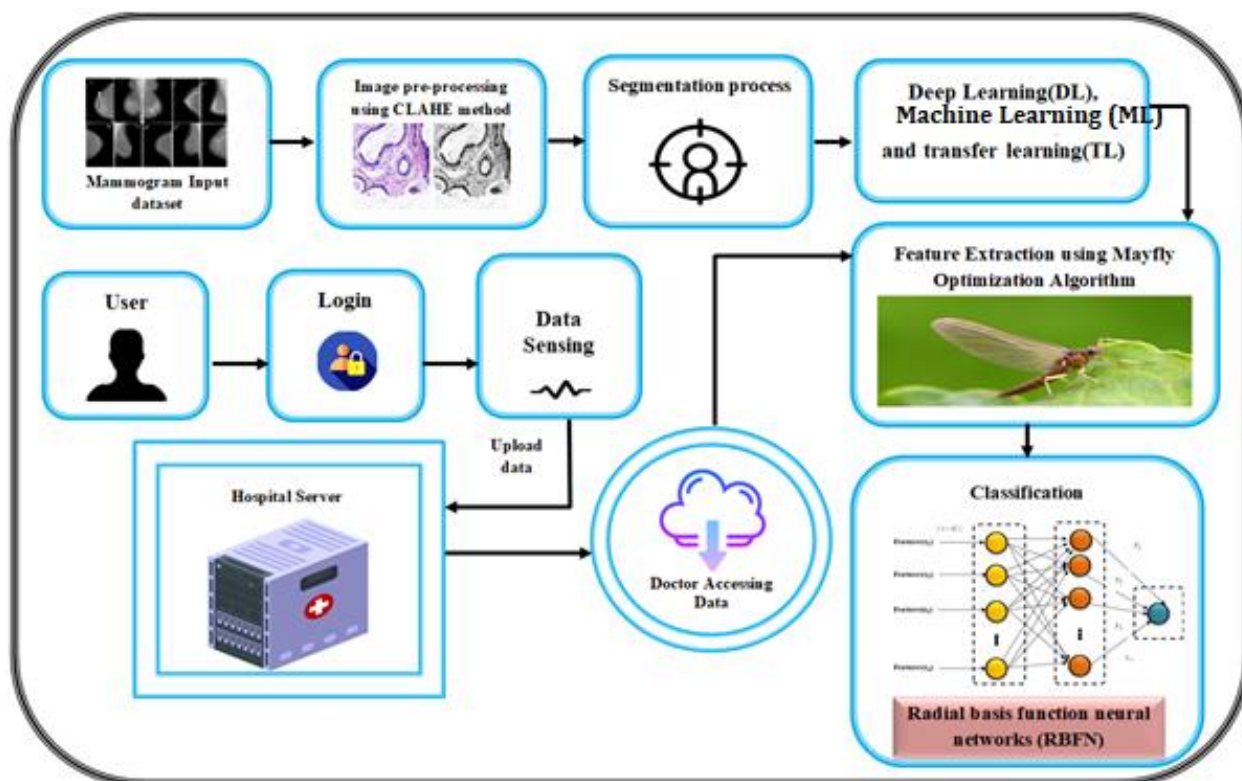 Mammogram Input
dataset
Image pre-processing
using CLAHE method
Segmentation process
Deep Learning(DL),
Machine Learning (ML)
and transfer learning(TL)
User
Login
Data
Sensing
Upload
data
Hospital Server
Doctor Accessing
Data
Feature Extraction using Mayfly
Optimization Algorithm
Classification
Radial basis function neural
networks (RBFN)